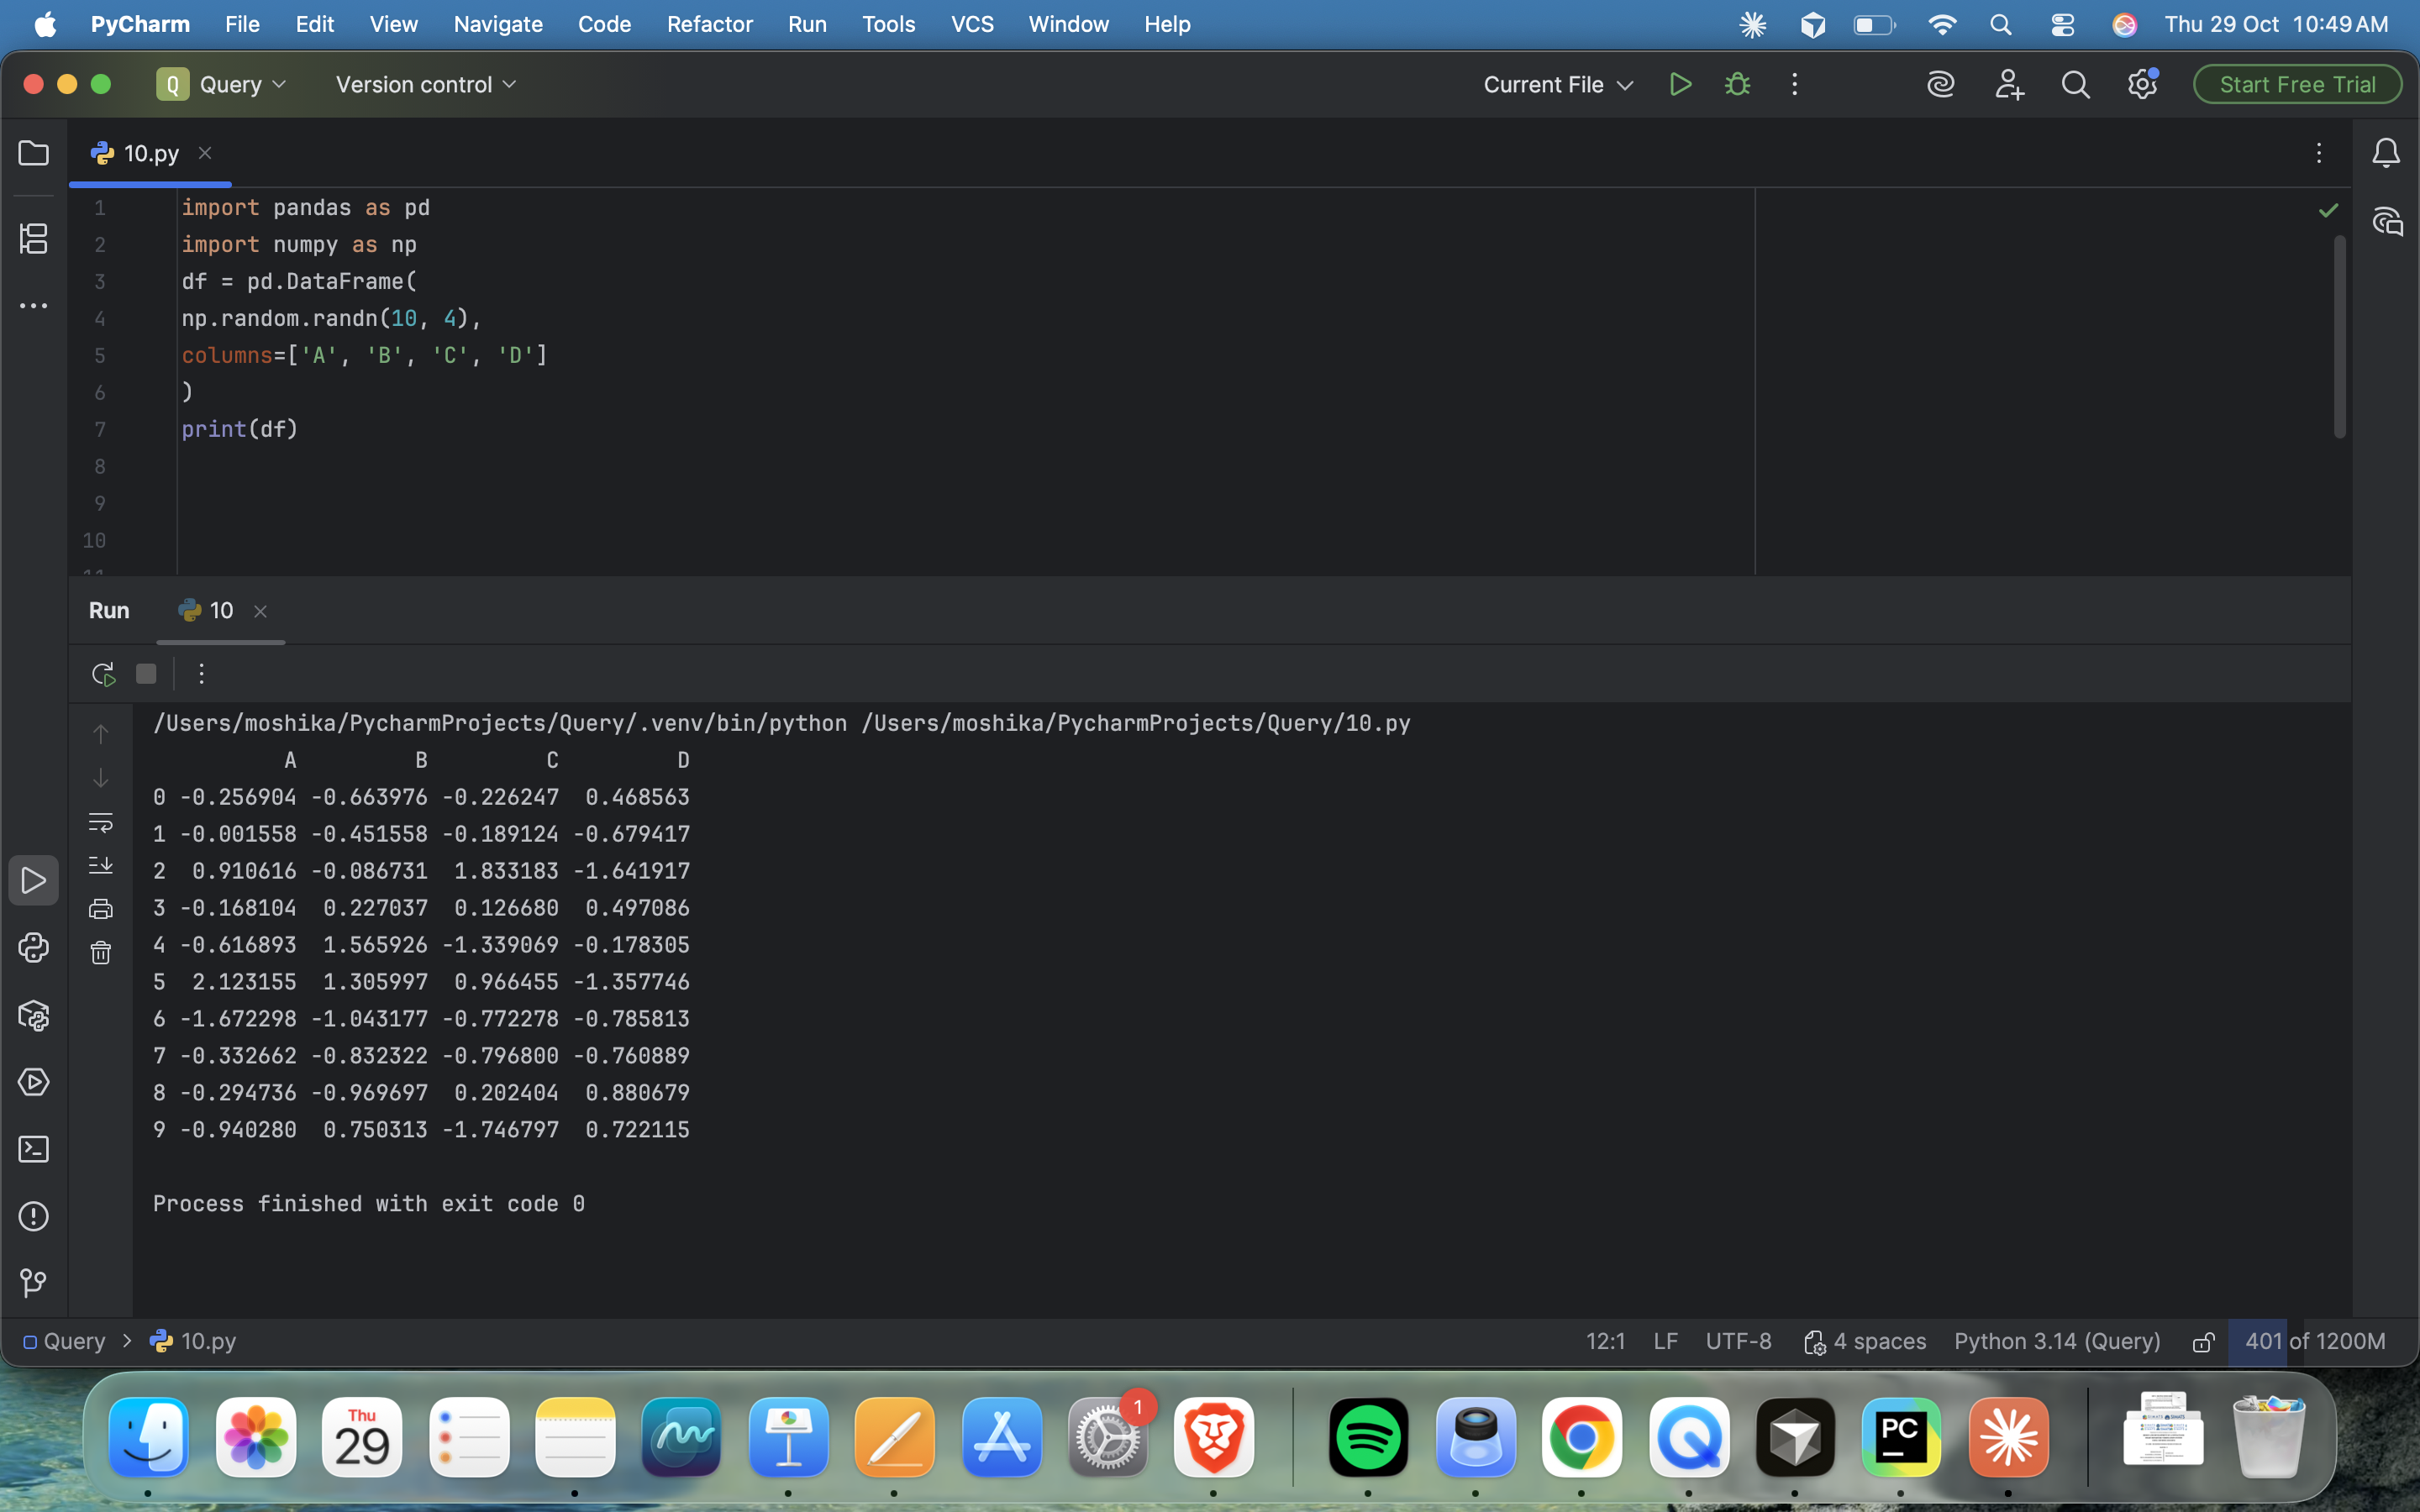 PyCharm File Edit View Navigate Code Refactor Run Tools VCS Window Help Thu 29 Oct 10:49 AM
Q Query Version control Current File Start Free Trial
10.py
1 import pandas as pd
2 import numpy as np
3 df = pd.DataFrame(
4 np.random.randn(10, 4),
5 columns=['A', 'B', 'C', 'D']
6 )
7 print(df)
8
9
10
11
Run 10
/Users/moshika/PycharmProjects/Query/.venv/bin/python /Users/moshika/PycharmProjects/Query/10.py
A B C D
0 -0.256904 -0.663976 -0.226247 0.468563
1 -0.001558 -0.451558 -0.189124 -0.679417
2 0.910616 -0.086731 1.833183 -1.641917
3 -0.168104 0.227037 0.126680 0.497086
4 -0.616893 1.565926 -1.339069 -0.178305
5 2.123155 1.305997 0.966455 -1.357746
6 -1.672298 -1.043177 -0.772278 -0.785813
7 -0.332662 -0.832322 -0.796800 -0.760889
8 -0.294736 -0.969697 0.202404 0.880679
9 -0.940280 0.750313 -1.746797 0.722115
Process finished with exit code 0
Query 10.py 12:1 LF UTF-8 4 spaces Python 3.14 (Query) 401 of 1200M
Thu
29
1
PC